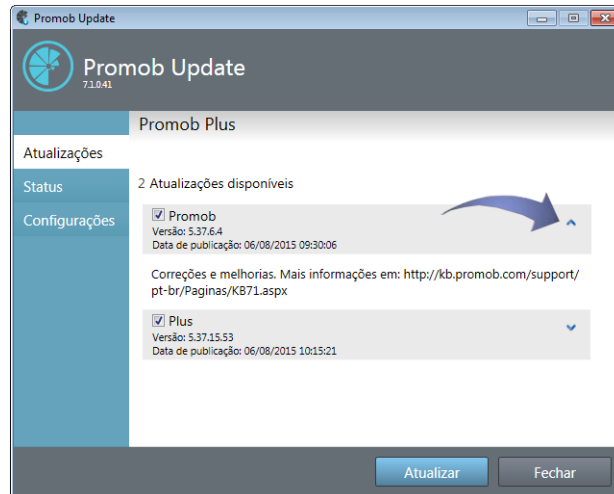 Promob Update
Promob Update
7.1.0.41
Promob Plus
Atualizações
Status
Configurações
2 Atualizações disponíveis
Promob
Versão: 5.37.6.4
Data de publicação: 06/08/2015 09:30:06
Correções e melhorias. Mais informações em: http://kb.promob.com/support/
pt-br/Paginas/KB71.aspx
Plus
Versão: 5.37.15.53
Data de publicação: 06/08/2015 10:15:21
Atualizar
Fechar